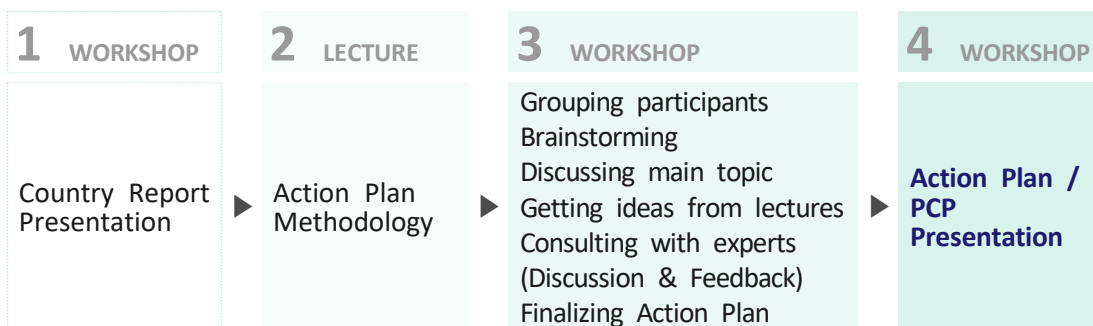 1 WORKSHOP
Country Report
Presentation
2 LECTURE
Action Plan
Methodology
3 WORKSHOP
Grouping participants
Brainstorming
Discussing main topic
Getting ideas from lectures
Consulting with experts
(Discussion & Feedback)
Finalizing Action Plan
4 WORKSHOP
Action Plan /
PCP
Presentation